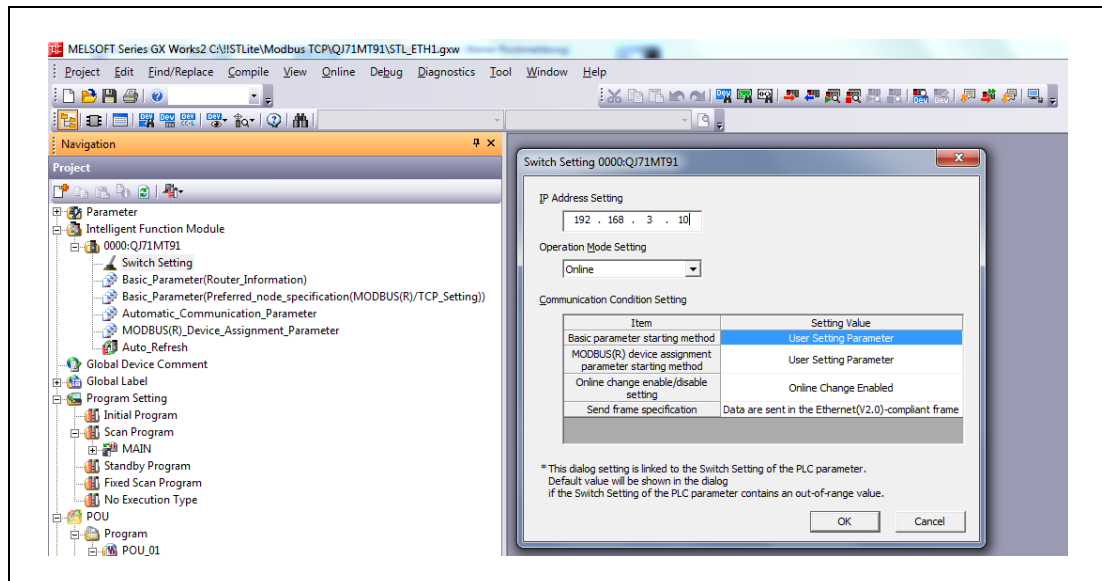 MELSOFT Series GX Works2 C:\!!STLite\Modbus TCP\QJ71MT91\STL_ETH1.gxw
Project Edit Find/Replace Compile View Online Debug Diagnostics Tool Window Help
Navigation
Project
Parameter
Intelligent Function Module
0000:QJ71MT91
Switch Setting
Basic_Parameter(Router_Information)
Basic_Parameter(Preferred_node_specification(MODBUS(R)/TCP_Setting))
Automatic_Communication_Parameter
MODBUS(R)_Device_Assignment_Parameter
Auto_Refresh
Global Device Comment
Global Label
Program Setting
Initial Program
Scan Program
MAIN
Standby Program
Fixed Scan Program
No Execution Type
POU
Program
POU_01
Switch Setting 0000:QJ71MT91
IP Address Setting
192 . 168 . 3 . 10
Operation Mode Setting
Online
Communication Condition Setting
Item Setting Value
Basic parameter starting method User Setting Parameter
MODBUS(R) device assignment
parameter starting method User Setting Parameter
Online change enable/disable
setting Online Change Enabled
Send frame specification Data are sent in the Ethernet(V2.0)-compliant frame
* This dialog setting is linked to the Switch Setting of the PLC parameter.
Default value will be shown in the dialog
if the Switch Setting of the PLC parameter contains an out-of-range value.
OK Cancel